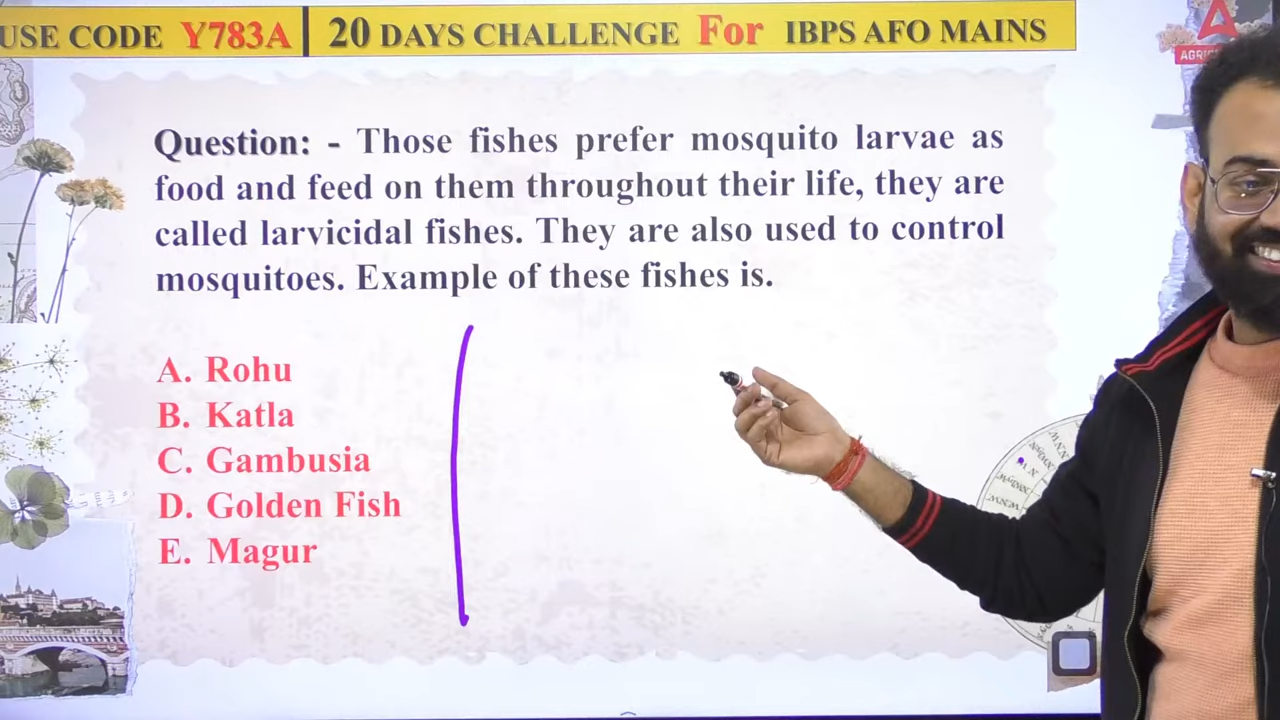 USE CODE Y783A 20 DAYS CHALLENGE For IBPS AFO MAINS
Question: - Those fishes prefer mosquito larvae as
food and feed on them throughout their life, they are
called larvicidal fishes. They are also used to control
mosquitoes. Example of these fishes is.
A. Rohu
B. Katla
C. Gambusia
D. Golden Fish
E. Magur